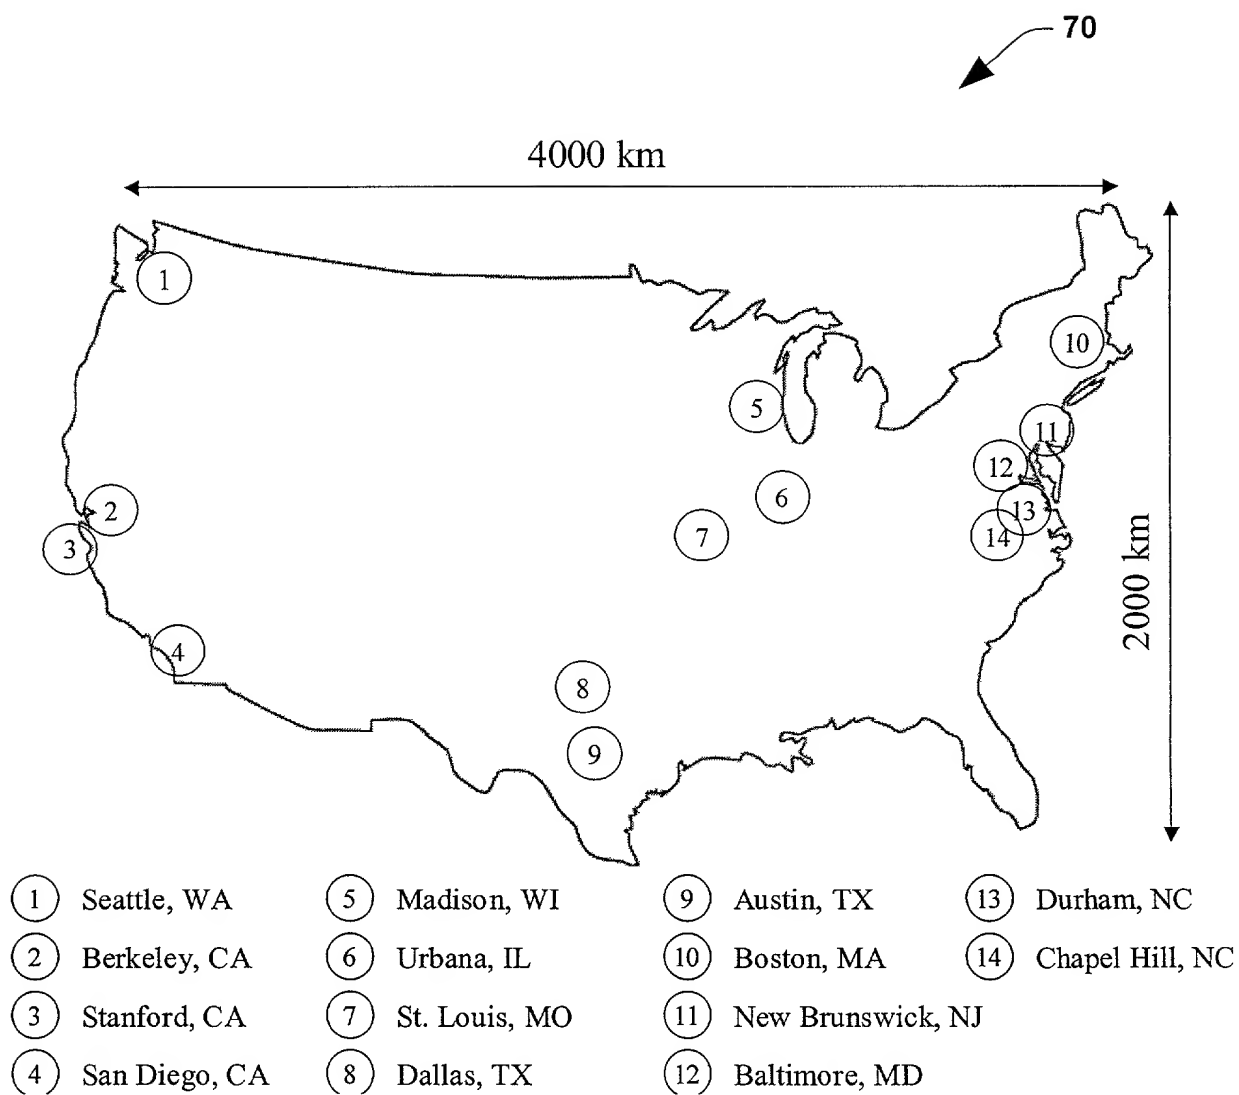 70
4000 km
2000 km
1
2
3
4
5
6
7
8
9
10
11
12
13
14
1 Seattle, WA
2 Berkeley, CA
3 Stanford, CA
4 San Diego, CA
5 Madison, WI
6 Urbana, IL
7 St. Louis, MO
8 Dallas, TX
9 Austin, TX
10 Boston, MA
11 New Brunswick, NJ
12 Baltimore, MD
13 Durham, NC
14 Chapel Hill, NC